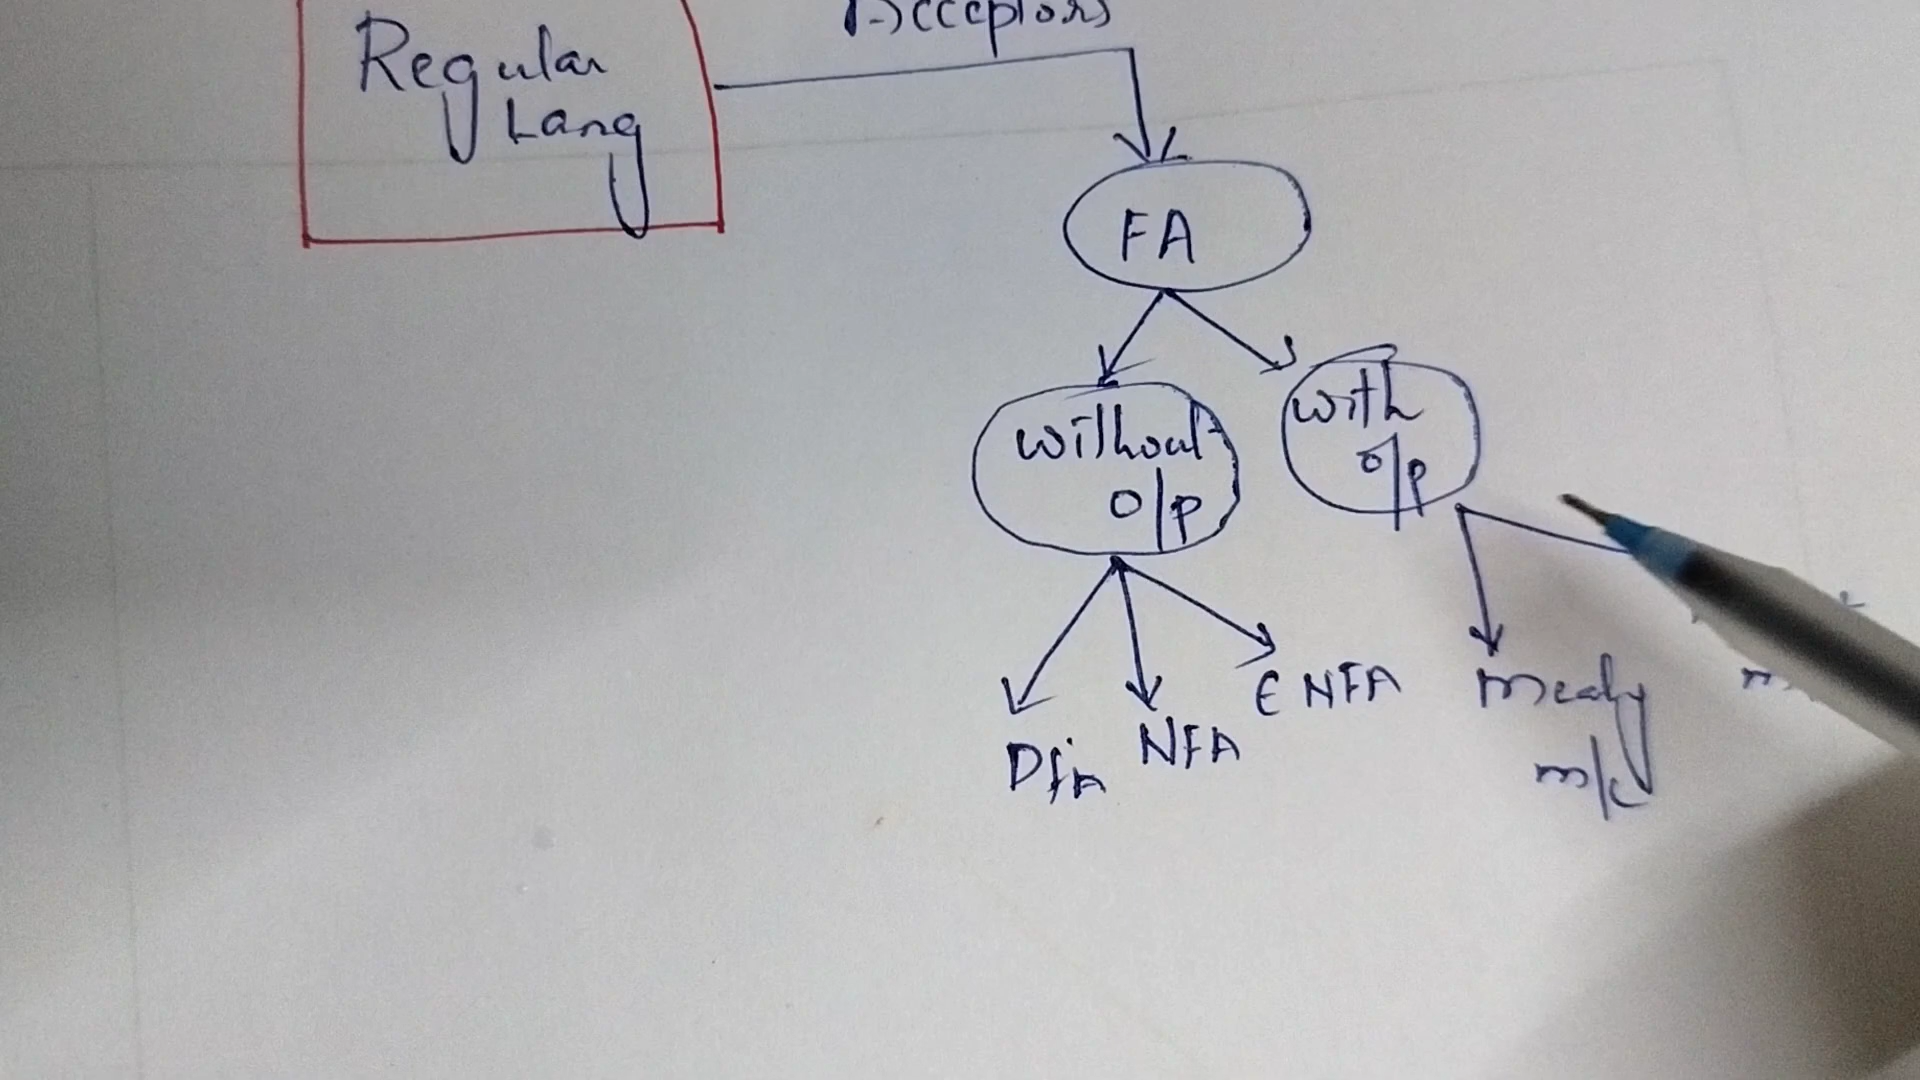 Acceptors
Regular
Lang
FA
without
o/p
with
o/p
DfA
NFA
ϵ NFA
mealy
m/c